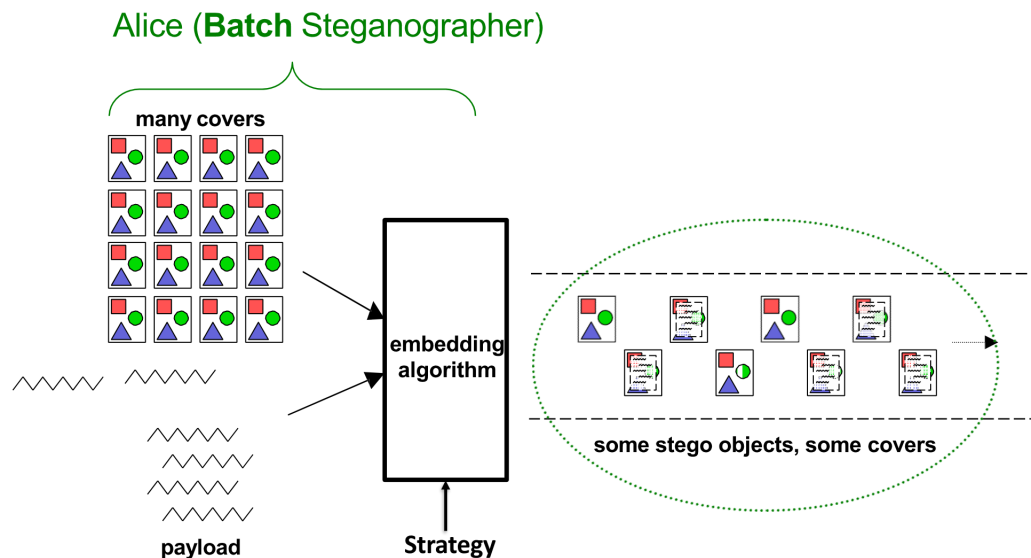 Alice (Batch Steganographer)
many covers
embedding
algorithm
some stego objects, some covers
payload
Strategy